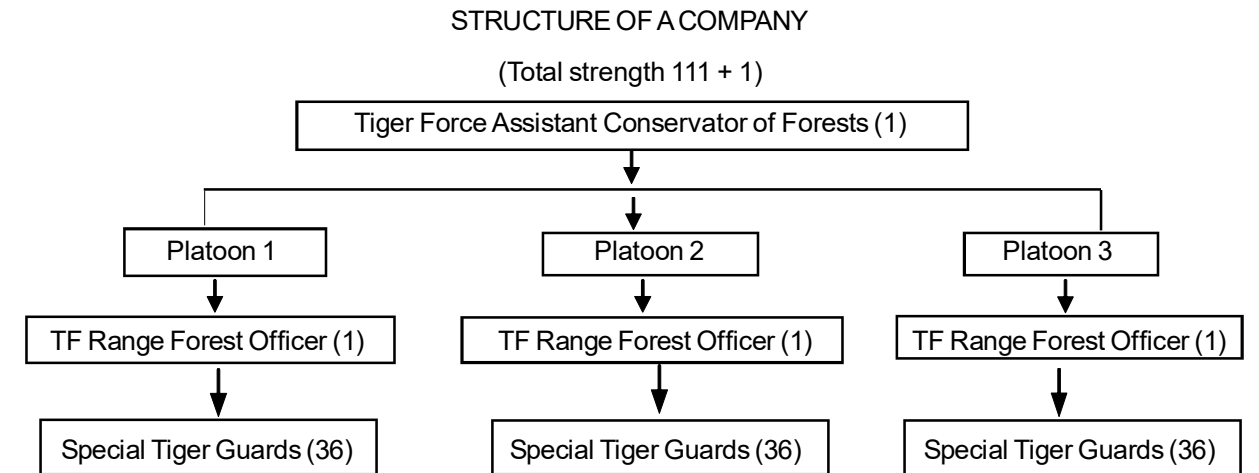 STRUCTURE OF A COMPANY
(Total strength 111 + 1)
Tiger Force Assistant Conservator of Forests (1)
Platoon 1
Platoon 2
Platoon 3
TF Range Forest Officer (1)
TF Range Forest Officer (1)
TF Range Forest Officer (1)
Special Tiger Guards (36)
Special Tiger Guards (36)
Special Tiger Guards (36)